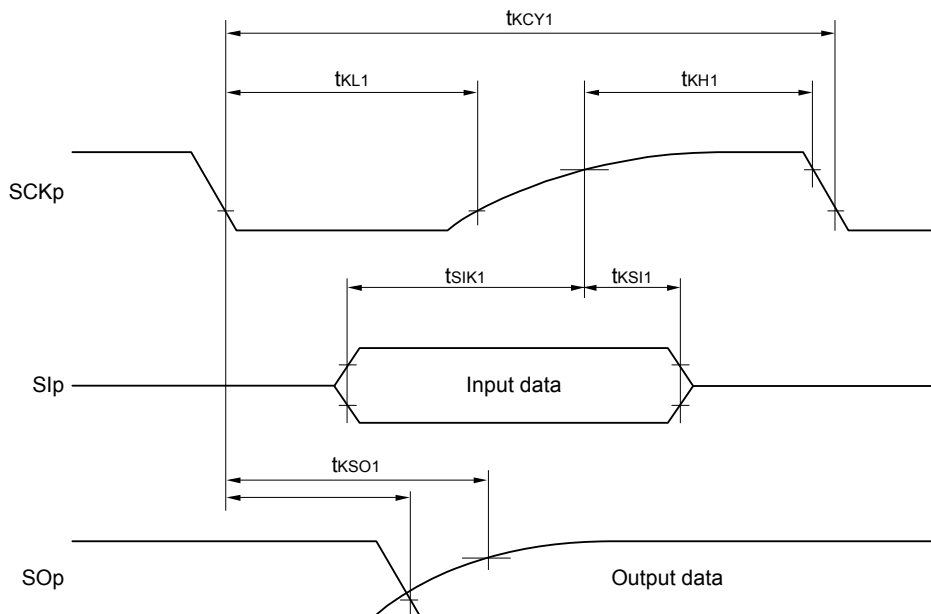 tKCY1
tKL1
tKH1
SCKp
tSIK1
tKSI1
SIp
Input data
tKSO1
SOp
Output data